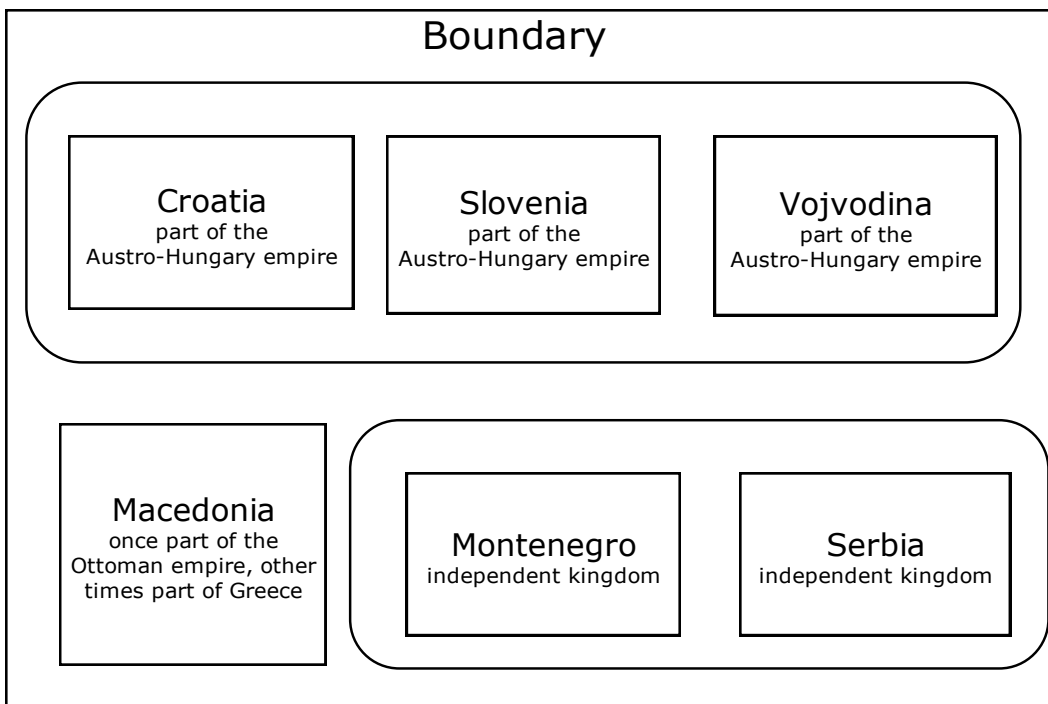 Boundary
Croatia
part of the
Austro-Hungary empire
Slovenia
part of the
Austro-Hungary empire
Vojvodina
part of the
Austro-Hungary empire
Macedonia
once part of the
Ottoman empire, other
times part of Greece
Montenegro
independent kingdom
Serbia
independent kingdom